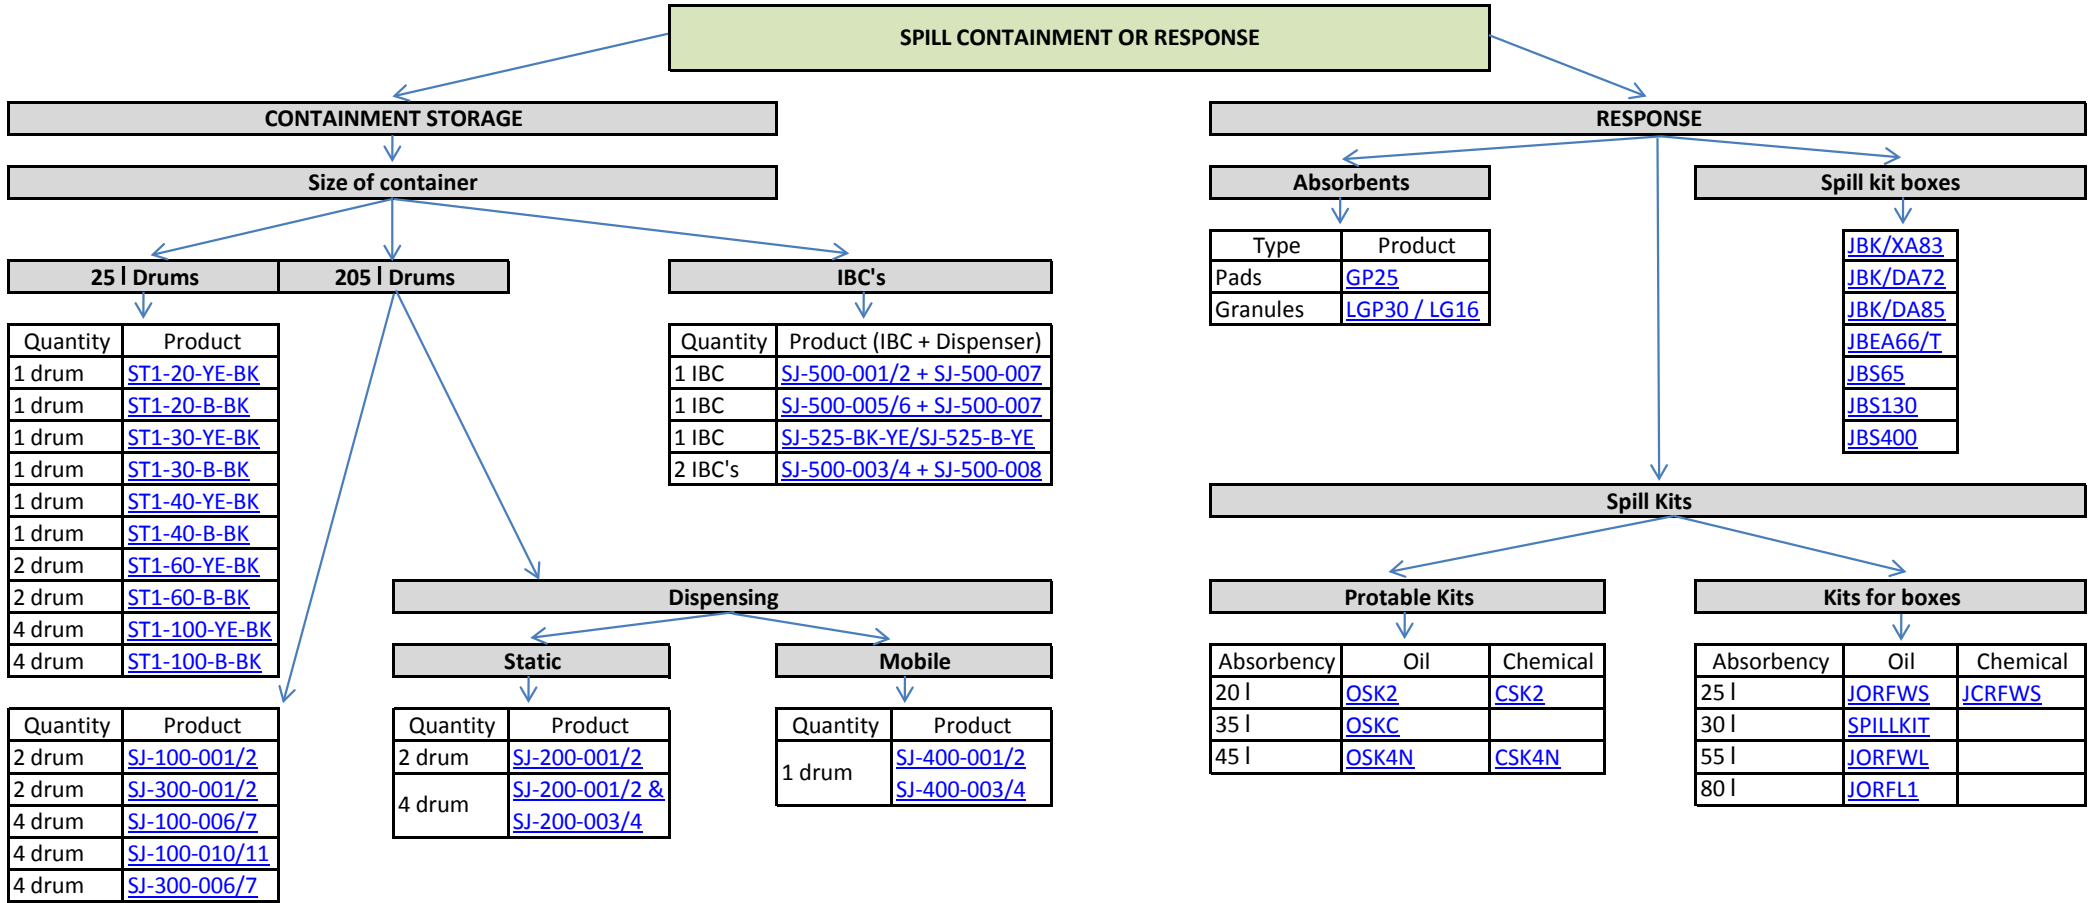 SPILL CONTAINMENT OR RESPONSE
CONTAINMENT STORAGE
Size of container
25 l Drums
Quantity Product
1 drum ST1-20-YE-BK
1 drum ST1-20-B-BK
1 drum ST1-30-YE-BK
1 drum ST1-30-B-BK
1 drum ST1-40-YE-BK
1 drum ST1-40-B-BK
2 drum ST1-60-YE-BK
2 drum ST1-60-B-BK
4 drum ST1-100-YE-BK
4 drum ST1-100-B-BK
205 l Drums
Quantity Product
2 drum SJ-100-001/2
2 drum SJ-300-001/2
4 drum SJ-100-006/7
4 drum SJ-100-010/11
4 drum SJ-300-006/7
Dispensing
Static
Quantity Product
2 drum SJ-200-001/2
4 drum SJ-200-001/2 &
SJ-200-003/4
Mobile
Quantity Product
1 drum SJ-400-001/2
SJ-400-003/4
IBC's
Quantity Product (IBC + Dispenser)
1 IBC SJ-500-001/2 + SJ-500-007
1 IBC SJ-500-005/6 + SJ-500-007
1 IBC SJ-525-BK-YE/SJ-525-B-YE
2 IBC's SJ-500-003/4 + SJ-500-008
RESPONSE
Absorbents
Type Product
Pads GP25
Granules LGP30 / LG16
Spill kit boxes
JBK/XA83
JBK/DA72
JBK/DA85
JBEA66/T
JBS65
JBS130
JBS400
Spill Kits
Protable Kits
Absorbency Oil Chemical
20 l OSK2 CSK2
35 l OSKC
45 l OSK4N CSK4N
Kits for boxes
Absorbency Oil Chemical
25 l JORFWS JCRFWS
30 l SPILLKIT
55 l JORFWL
80 l JORFL1